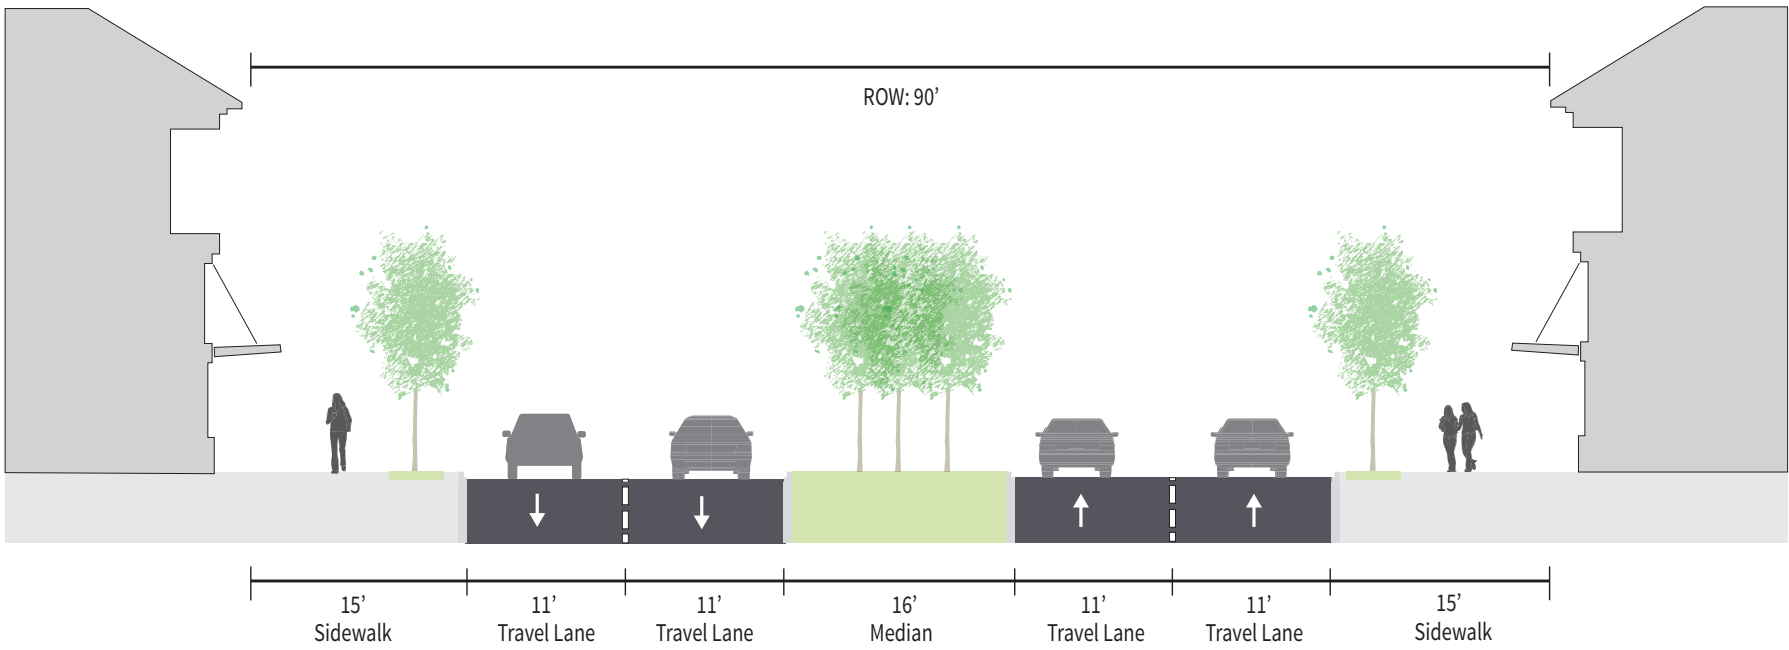 ROW: 90’
15’
Sidewalk
11’
Travel Lane
11’
Travel Lane
16’
Median
11’
Travel Lane
11’
Travel Lane
15’
Sidewalk